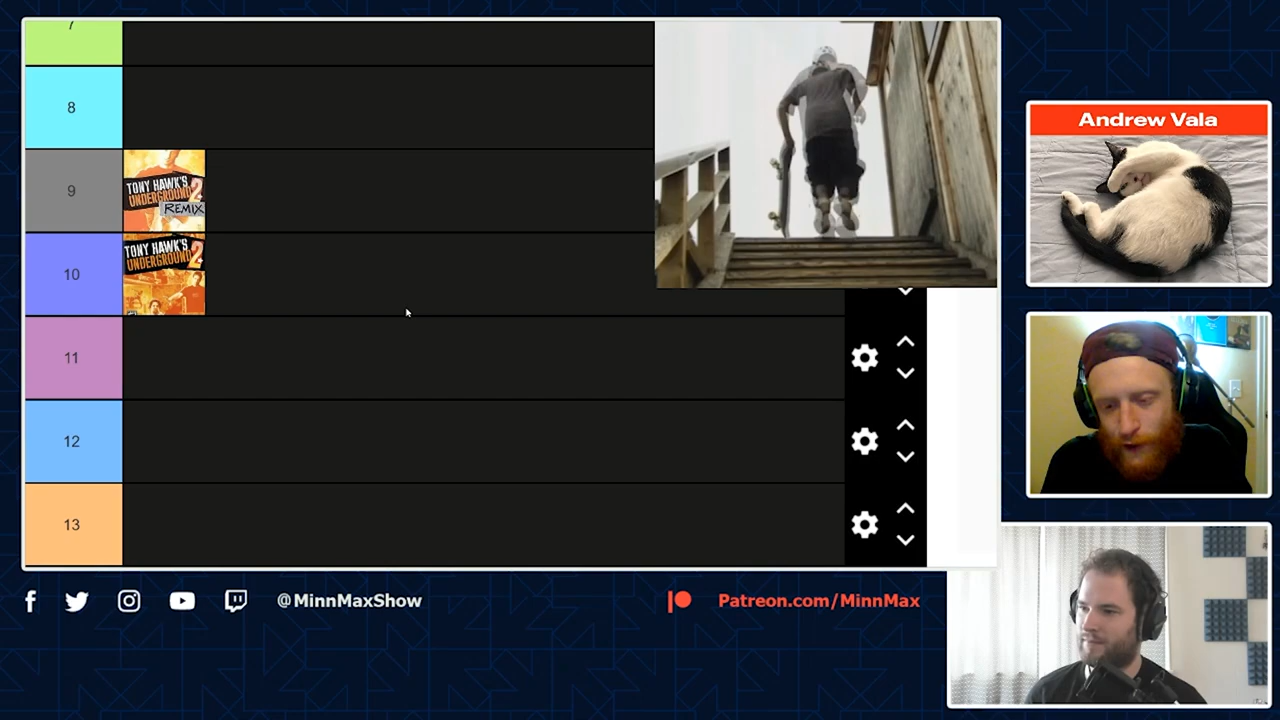 7
8
9
TONY HAWK'S
UNDERGROUND 2
REMIX
10
TONY HAWK'S
UNDERGROUND 2
11
12
13
Andrew Vala
@MinnMaxShow
Patreon.com/MinnMax